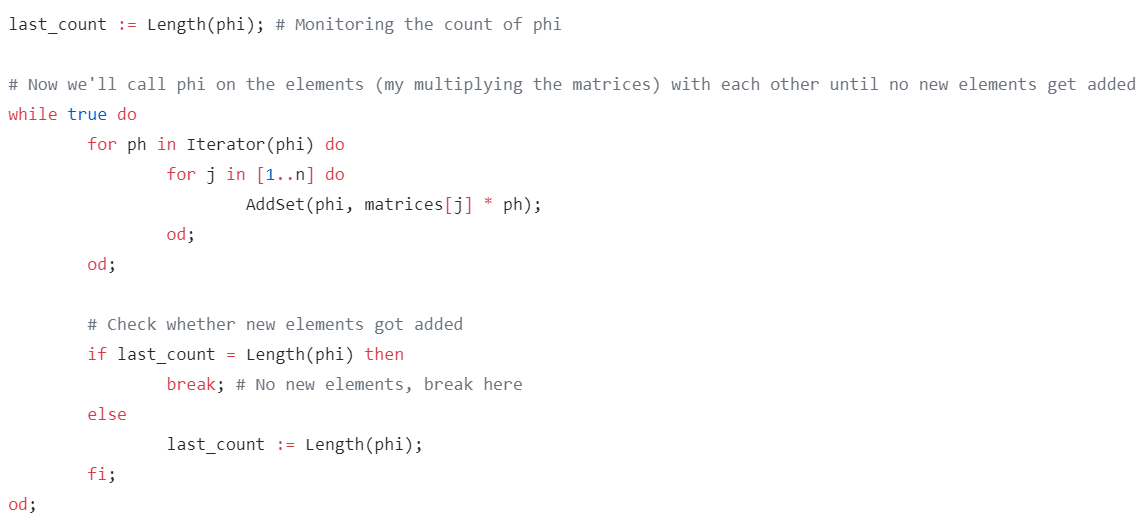 last_count := Length(phi); # Monitoring the count of phi
# Now we'll call phi on the elements (my multiplying the matrices) with each other until no new elements get added
while true do
for ph in Iterator(phi) do
for j in [1..n] do
AddSet(phi, matrices[j] * ph);
od;
od;
# Check whether new elements got added
if last_count = Length(phi) then
break; # No new elements, break here
else
last_count := Length(phi);
fi;
od;